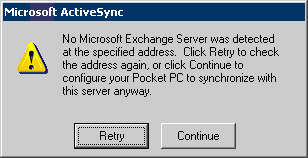 Microsoft ActiveSync
No Microsoft Exchange Server was detected
at the specified address.  Click Retry to check
the address again, or click Continue to
configure your Pocket PC to synchronize with
this server anyway.
Retry
Continue